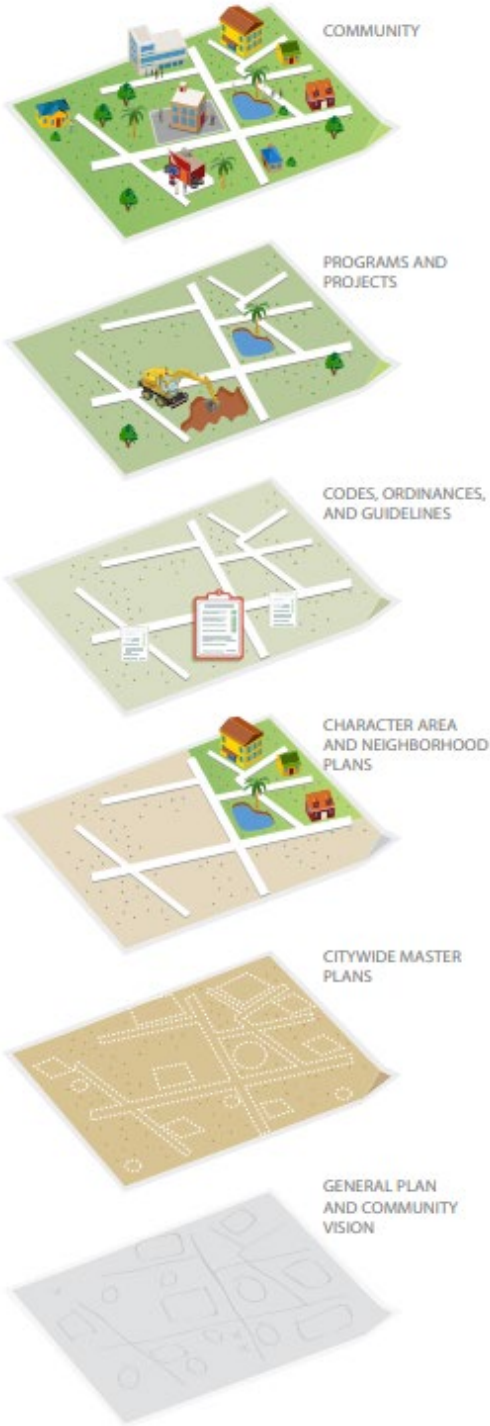 COMMUNITY
PROGRAMS AND
PROJECTS
CODES, ORDINANCES,
AND GUIDELINES
CHARACTER AREA
AND NEIGHBORHOOD
PLANS
CITYWIDE MASTER
PLANS
GENERAL PLAN
AND COMMUNITY
VISION